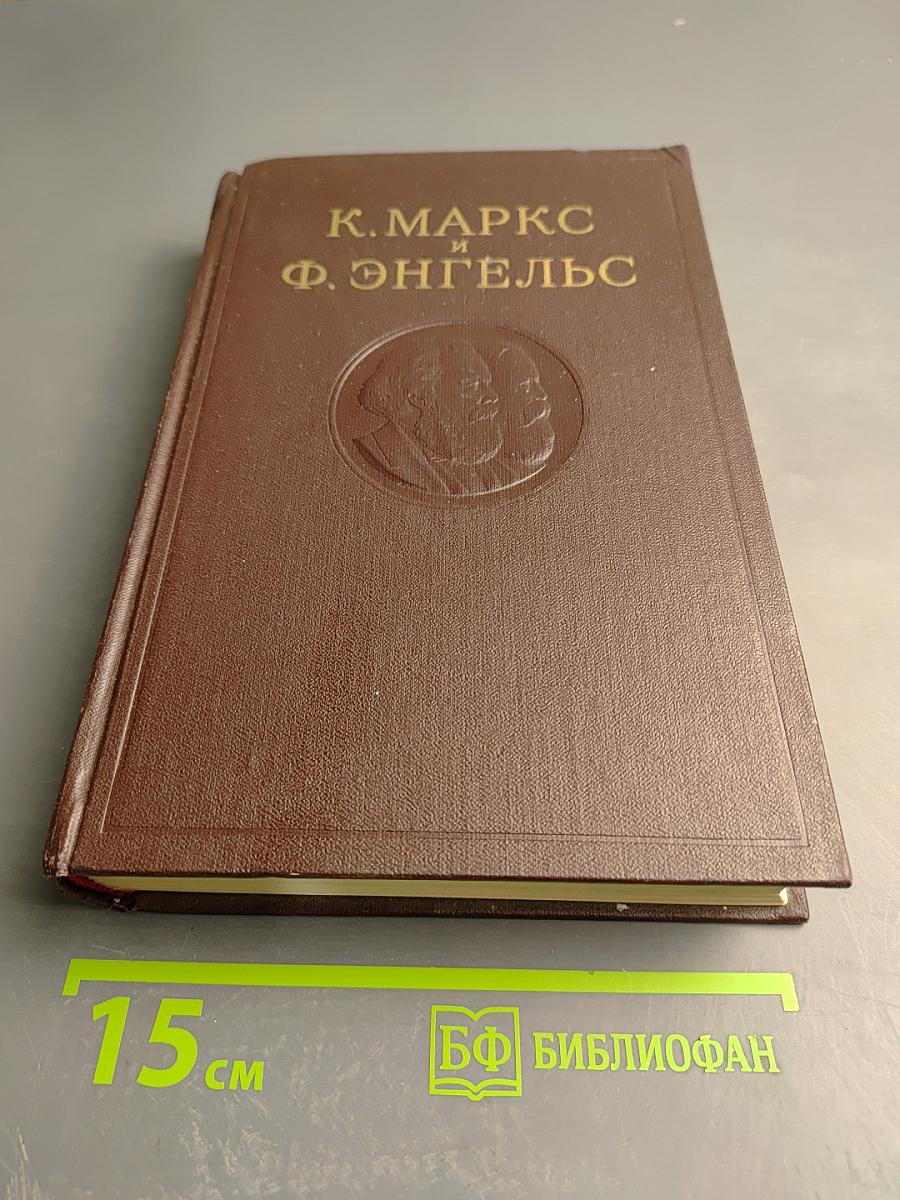 К. МАРКС
и
Ф. ЭНГЕЛЬС
15 см
БФ БИБЛИОФАН